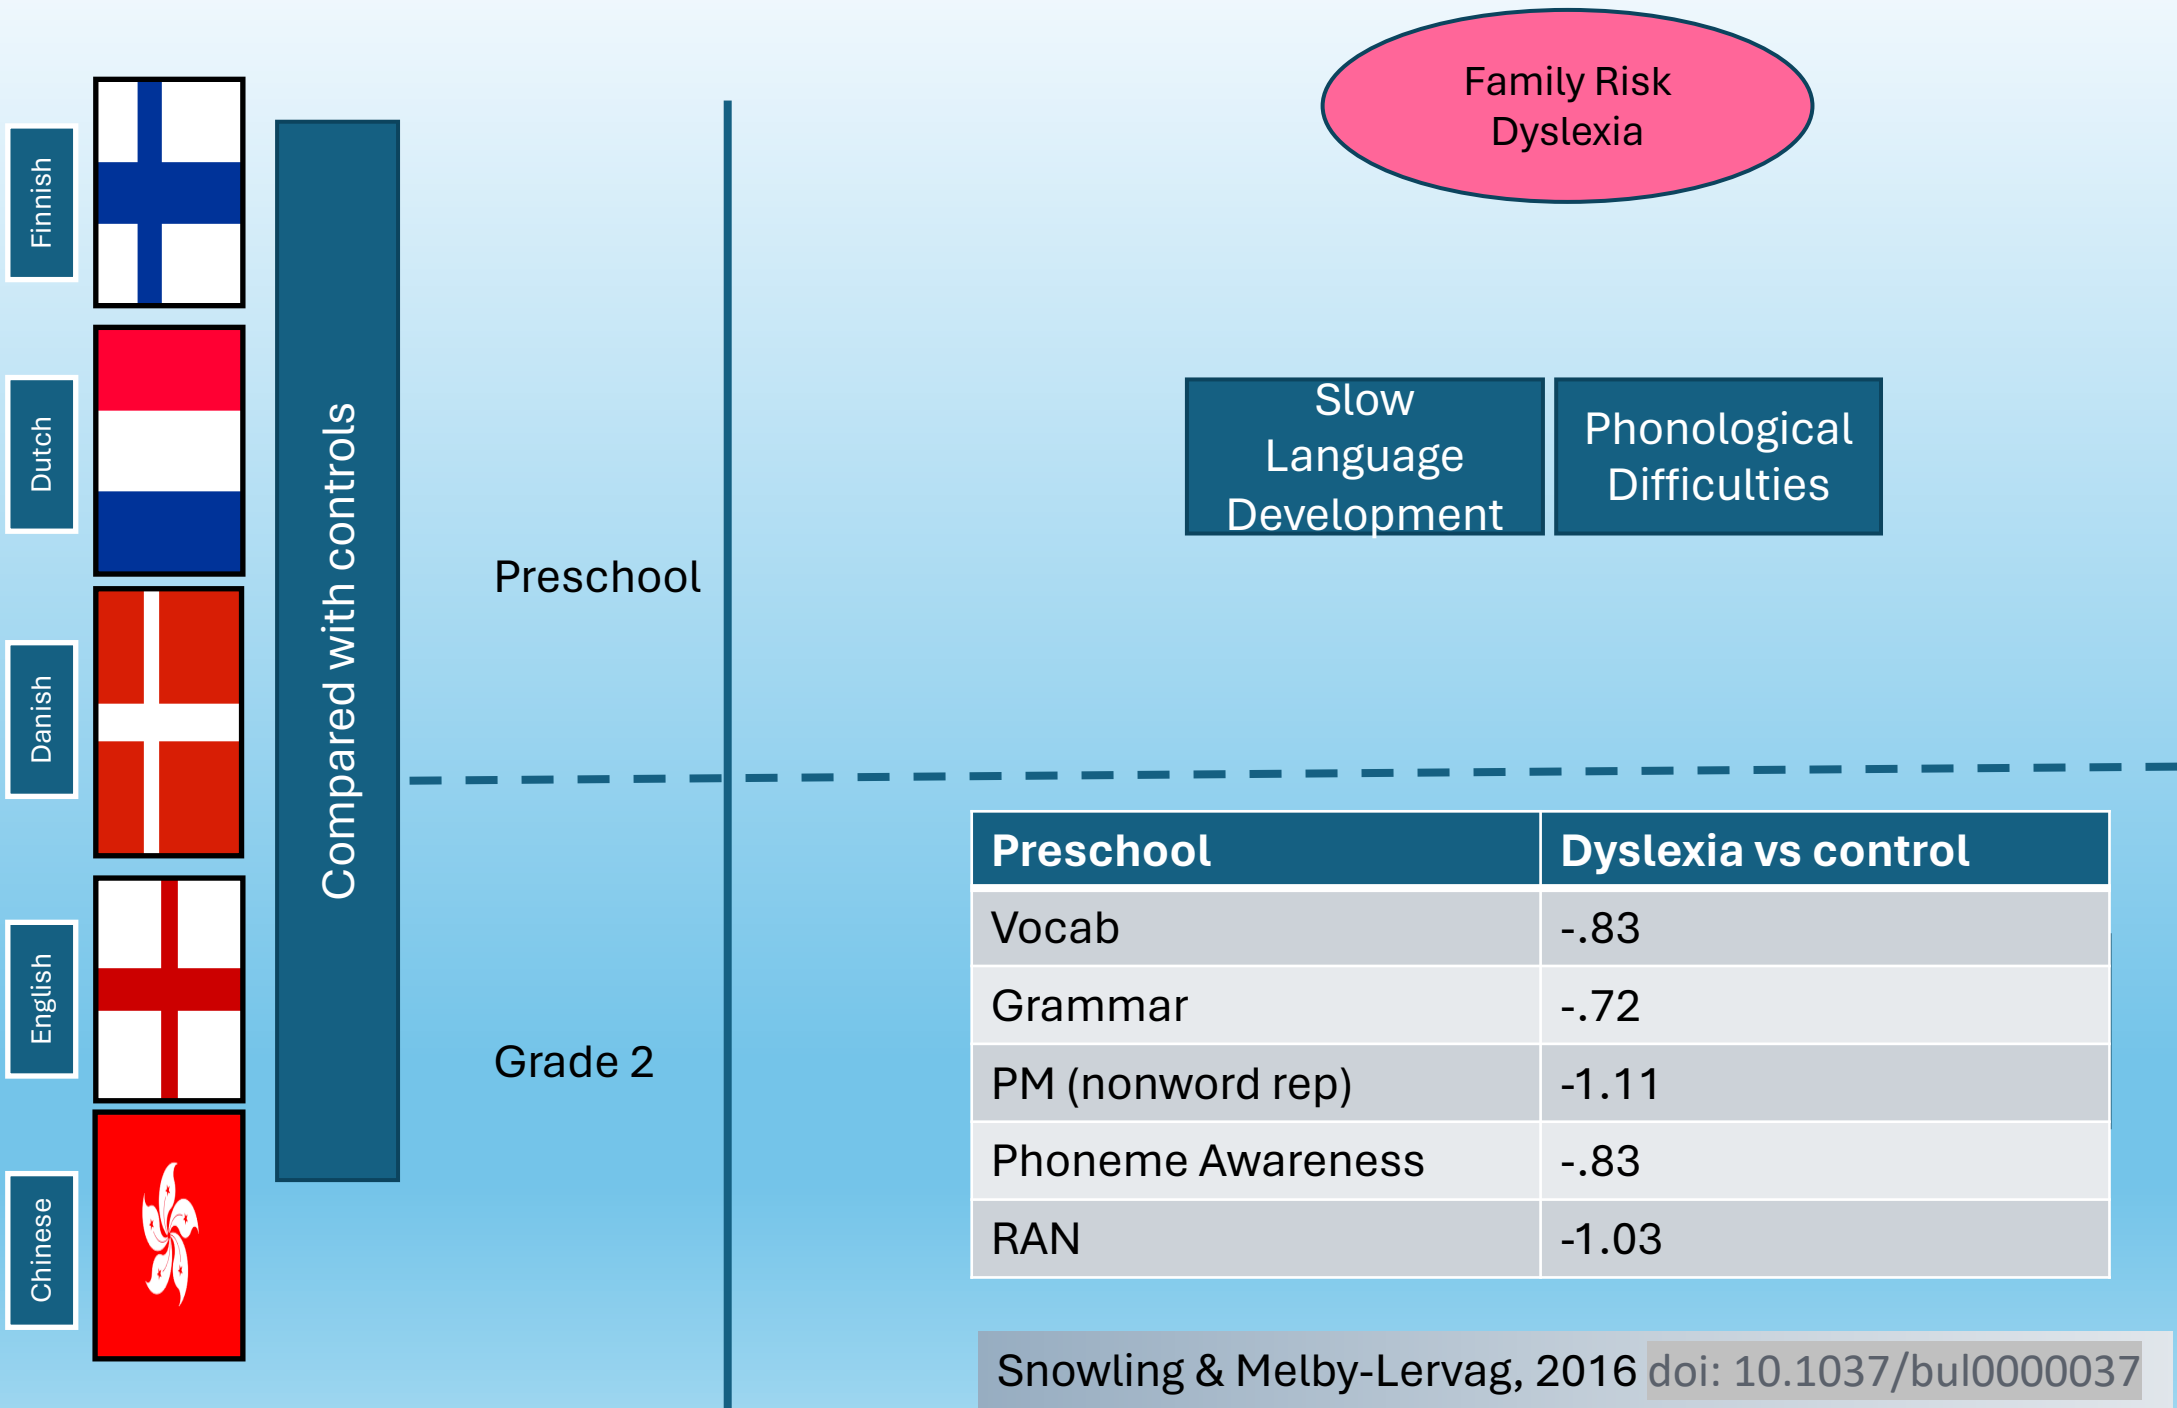 Family Risk
Dyslexia
Finnish
Dutch
Danish
English
Chinese
Compared with controls
Slow
Language
Development
Phonological
Difficulties
Preschool
Grade 2
Preschool Dyslexia vs control
Vocab -.83
Grammar -.72
PM (nonword rep) -1.11
Phoneme Awareness -.83
RAN -1.03
Snowling & Melby-Lervag, 2016 doi: 10.1037/bul0000037